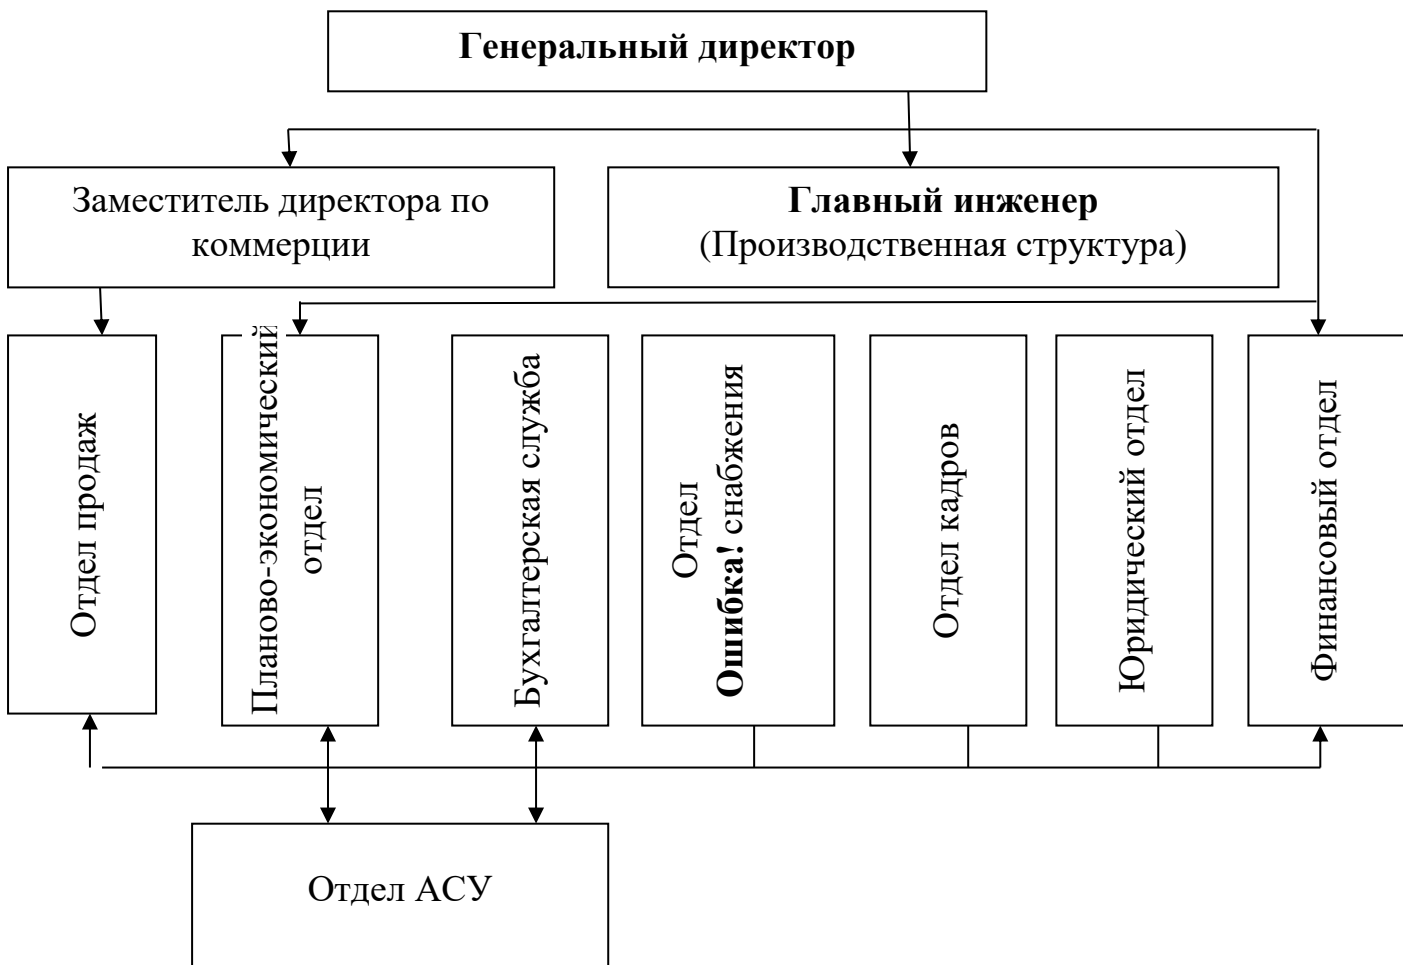 Генеральный директор
Заместитель директора по
коммерции
Главный инженер
(Производственная структура)
Отдел продаж
Планово-экономический
отдел
Бухгалтерская служба
Отдел
Ошибка! снабжения
Отдел кадров
Юридический отдел
Финансовый отдел
Отдел АСУ